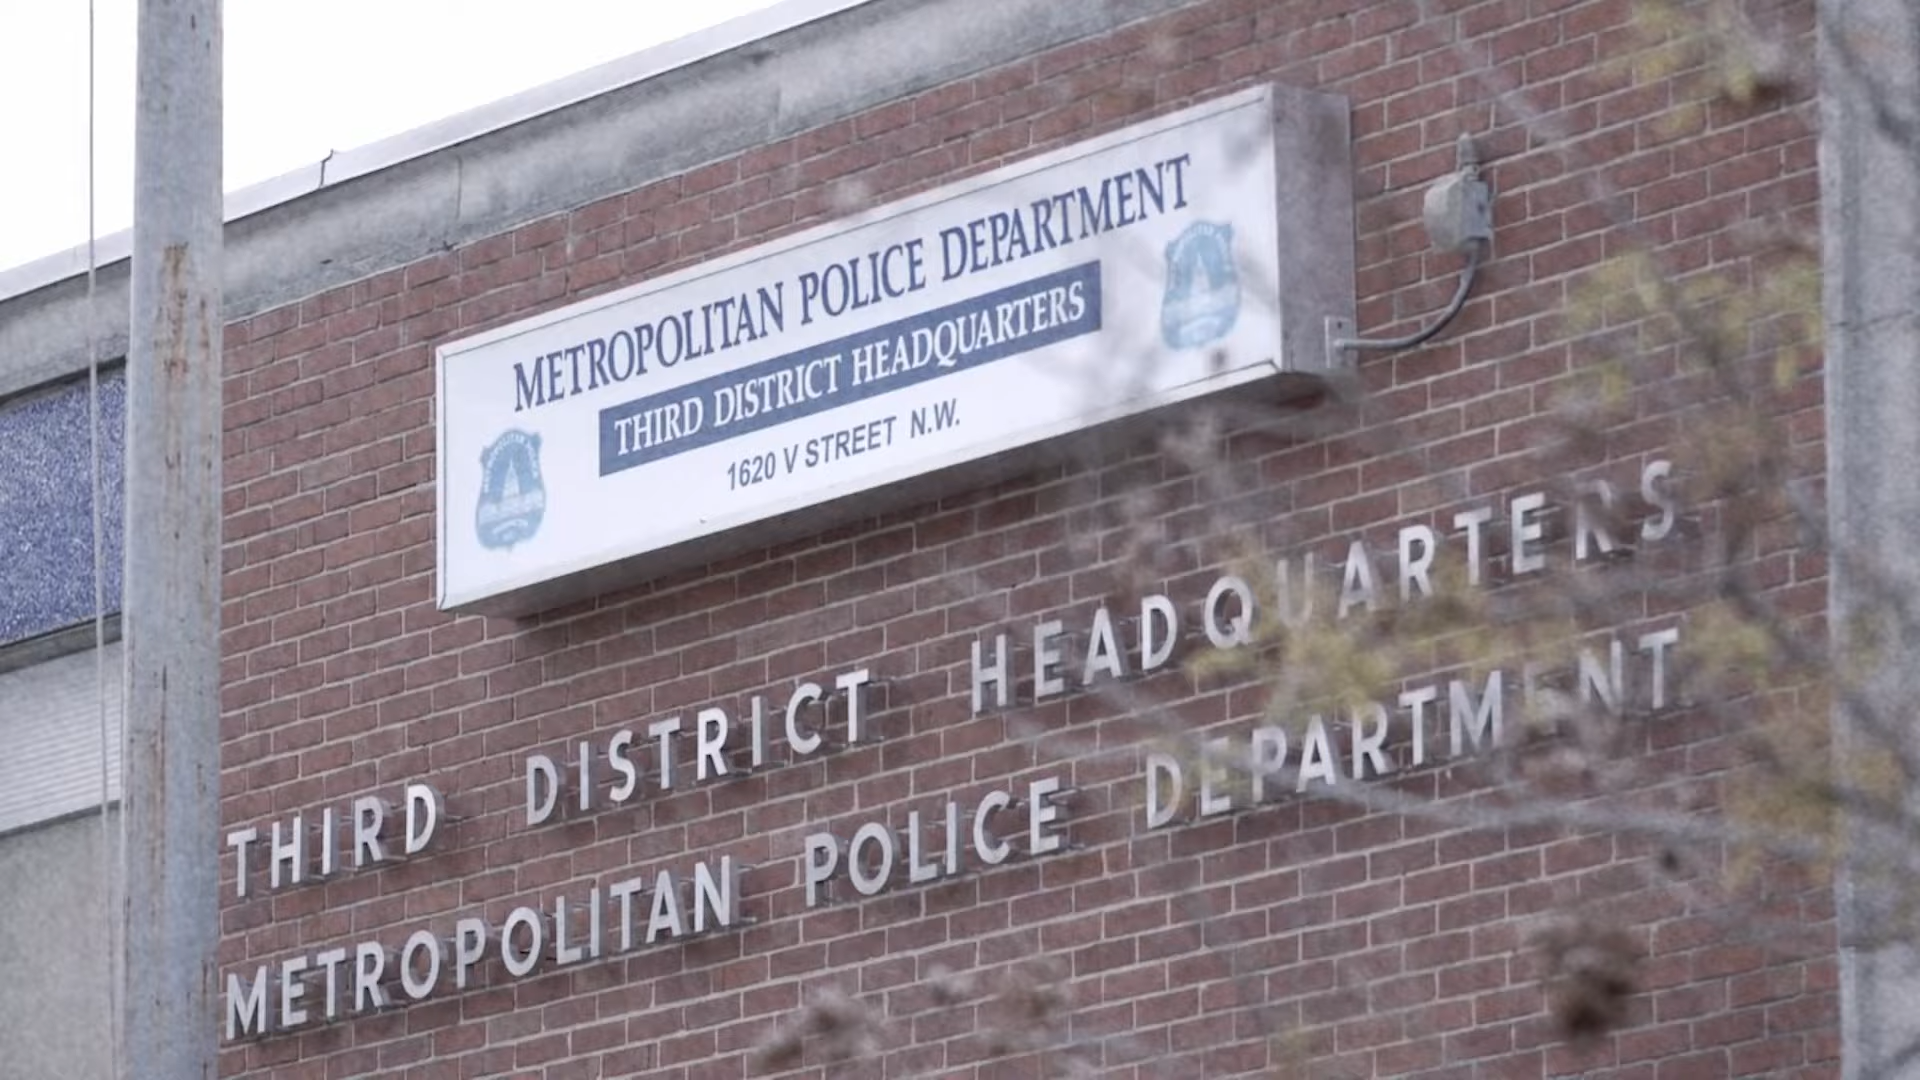 METROPOLITAN POLICE DEPARTMENT
THIRD DISTRICT HEADQUARTERS
1620 V STREET N.W.
THIRD DISTRICT HEADQUARTERS
METROPOLITAN POLICE DEPARTMENT